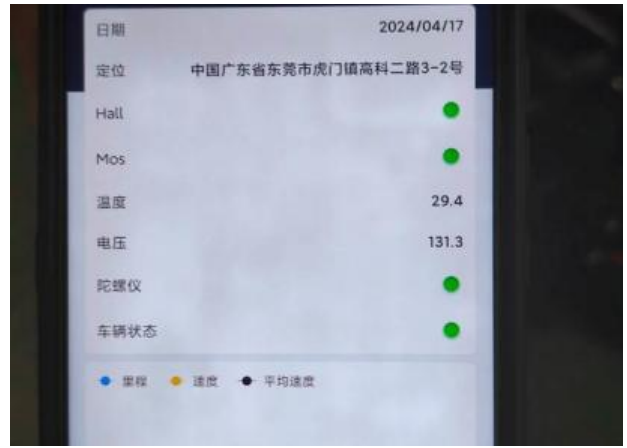 日期 2024/04/17
定位 中国广东省东莞市虎门镇高科二路3-2号
Hall
Mos
温度 29.4
电压 131.3
陀螺仪
车辆状态
里程 速度 平均速度